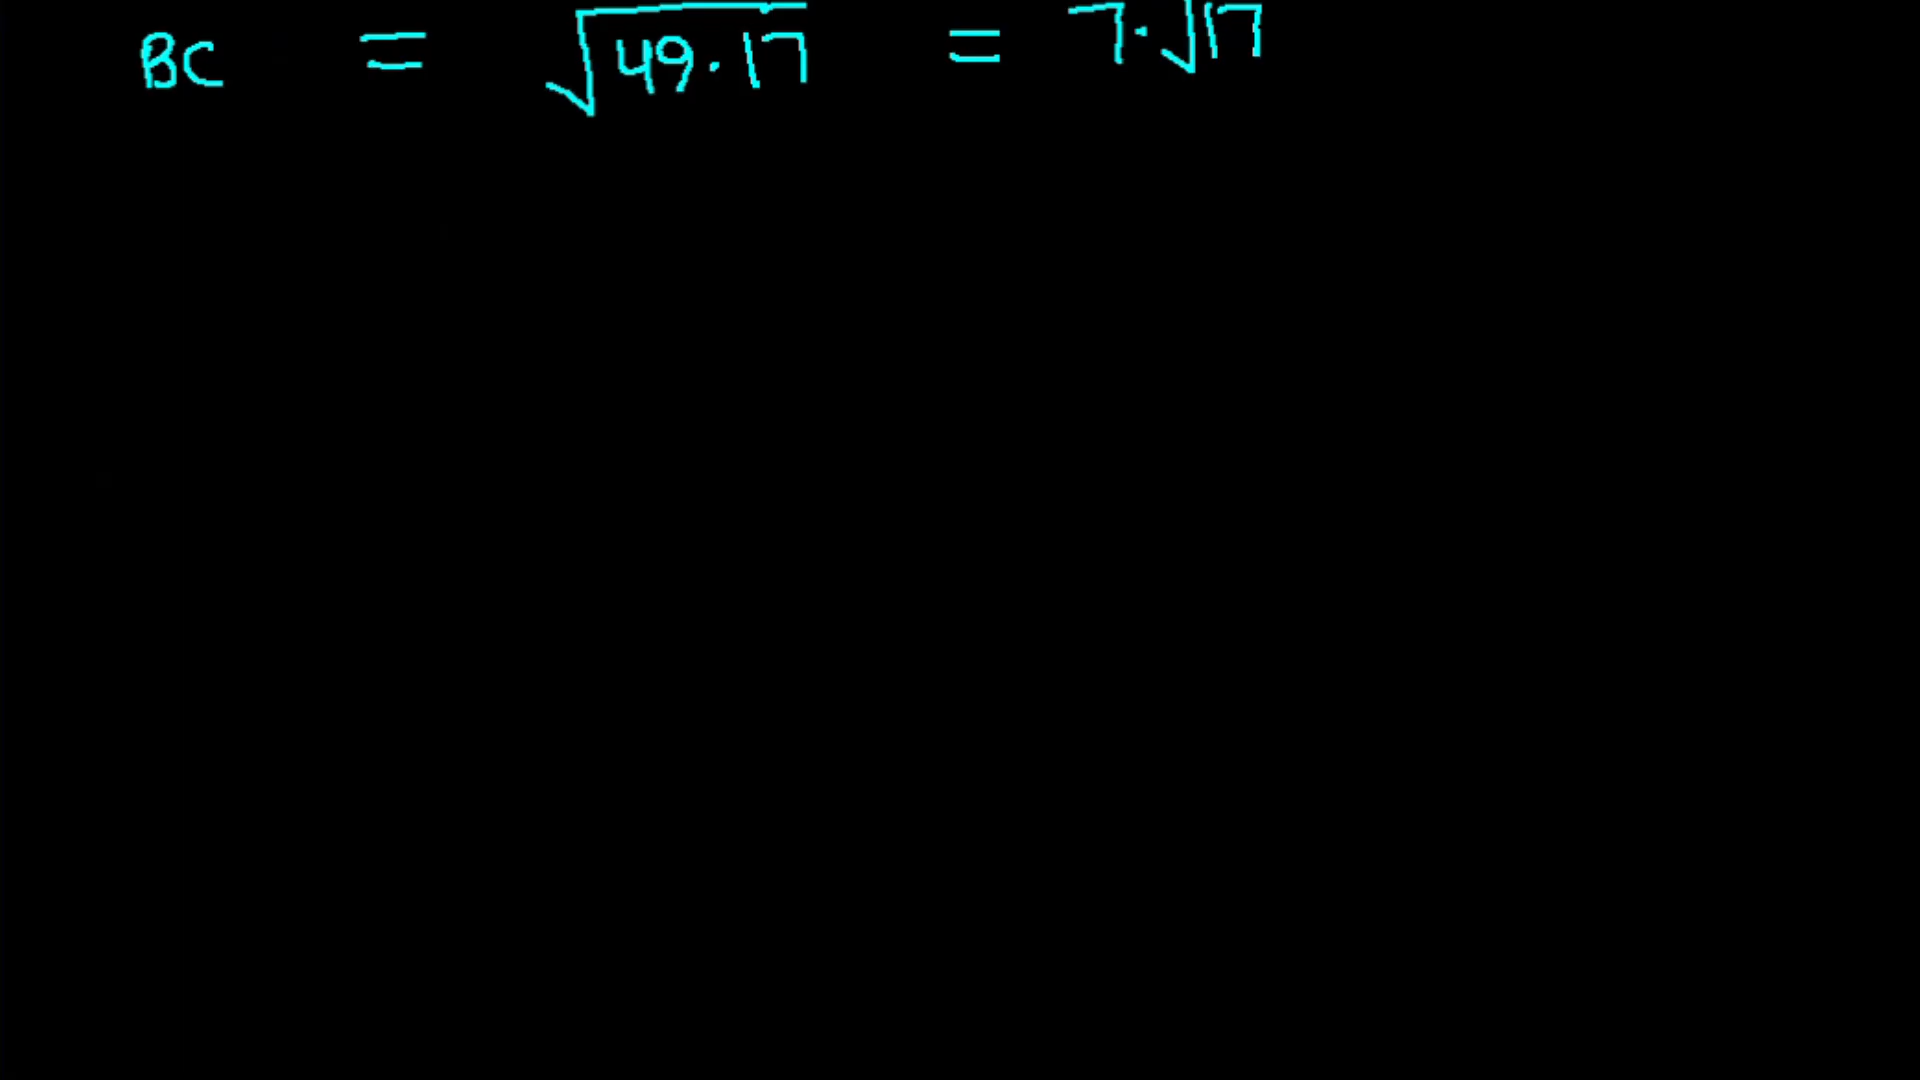 BC = √49·17 = 7·√17